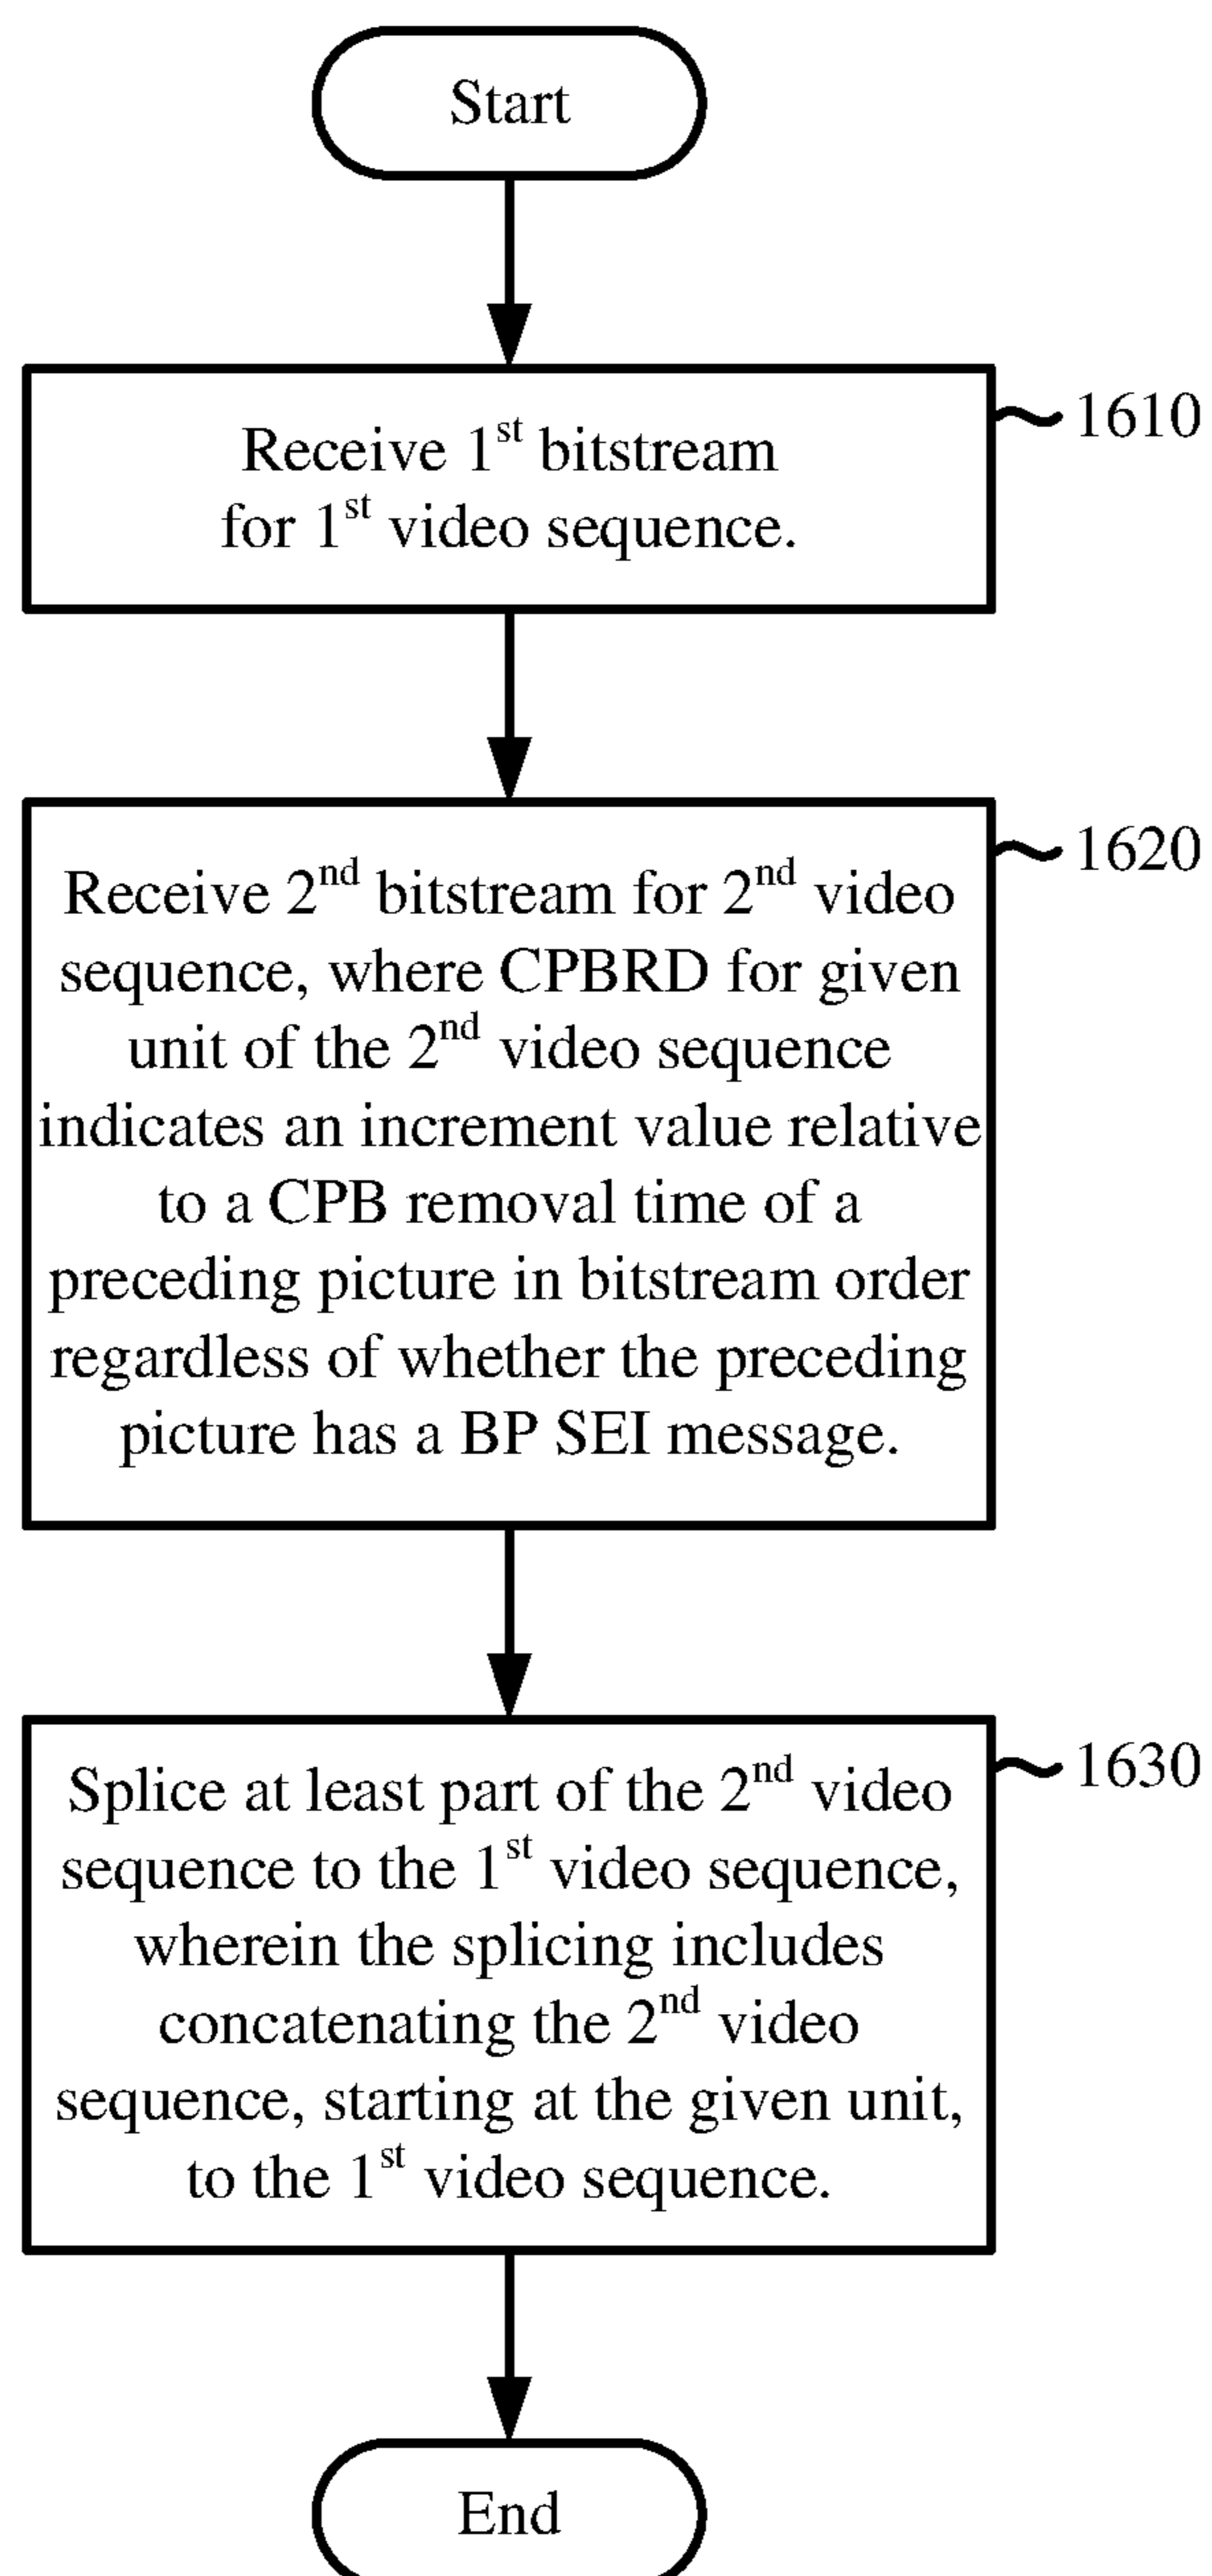 Start
Receive 1st bitstream
for 1st video sequence.
1610
Receive 2nd bitstream for 2nd video
sequence, where CPBRD for given
unit of the 2nd video sequence
indicates an increment value relative
to a CPB removal time of a
preceding picture in bitstream order
regardless of whether the preceding
picture has a BP SEI message.
1620
Splice at least part of the 2nd video
sequence to the 1st video sequence,
wherein the splicing includes
concatenating the 2nd video
sequence, starting at the given unit,
to the 1st video sequence.
1630
End